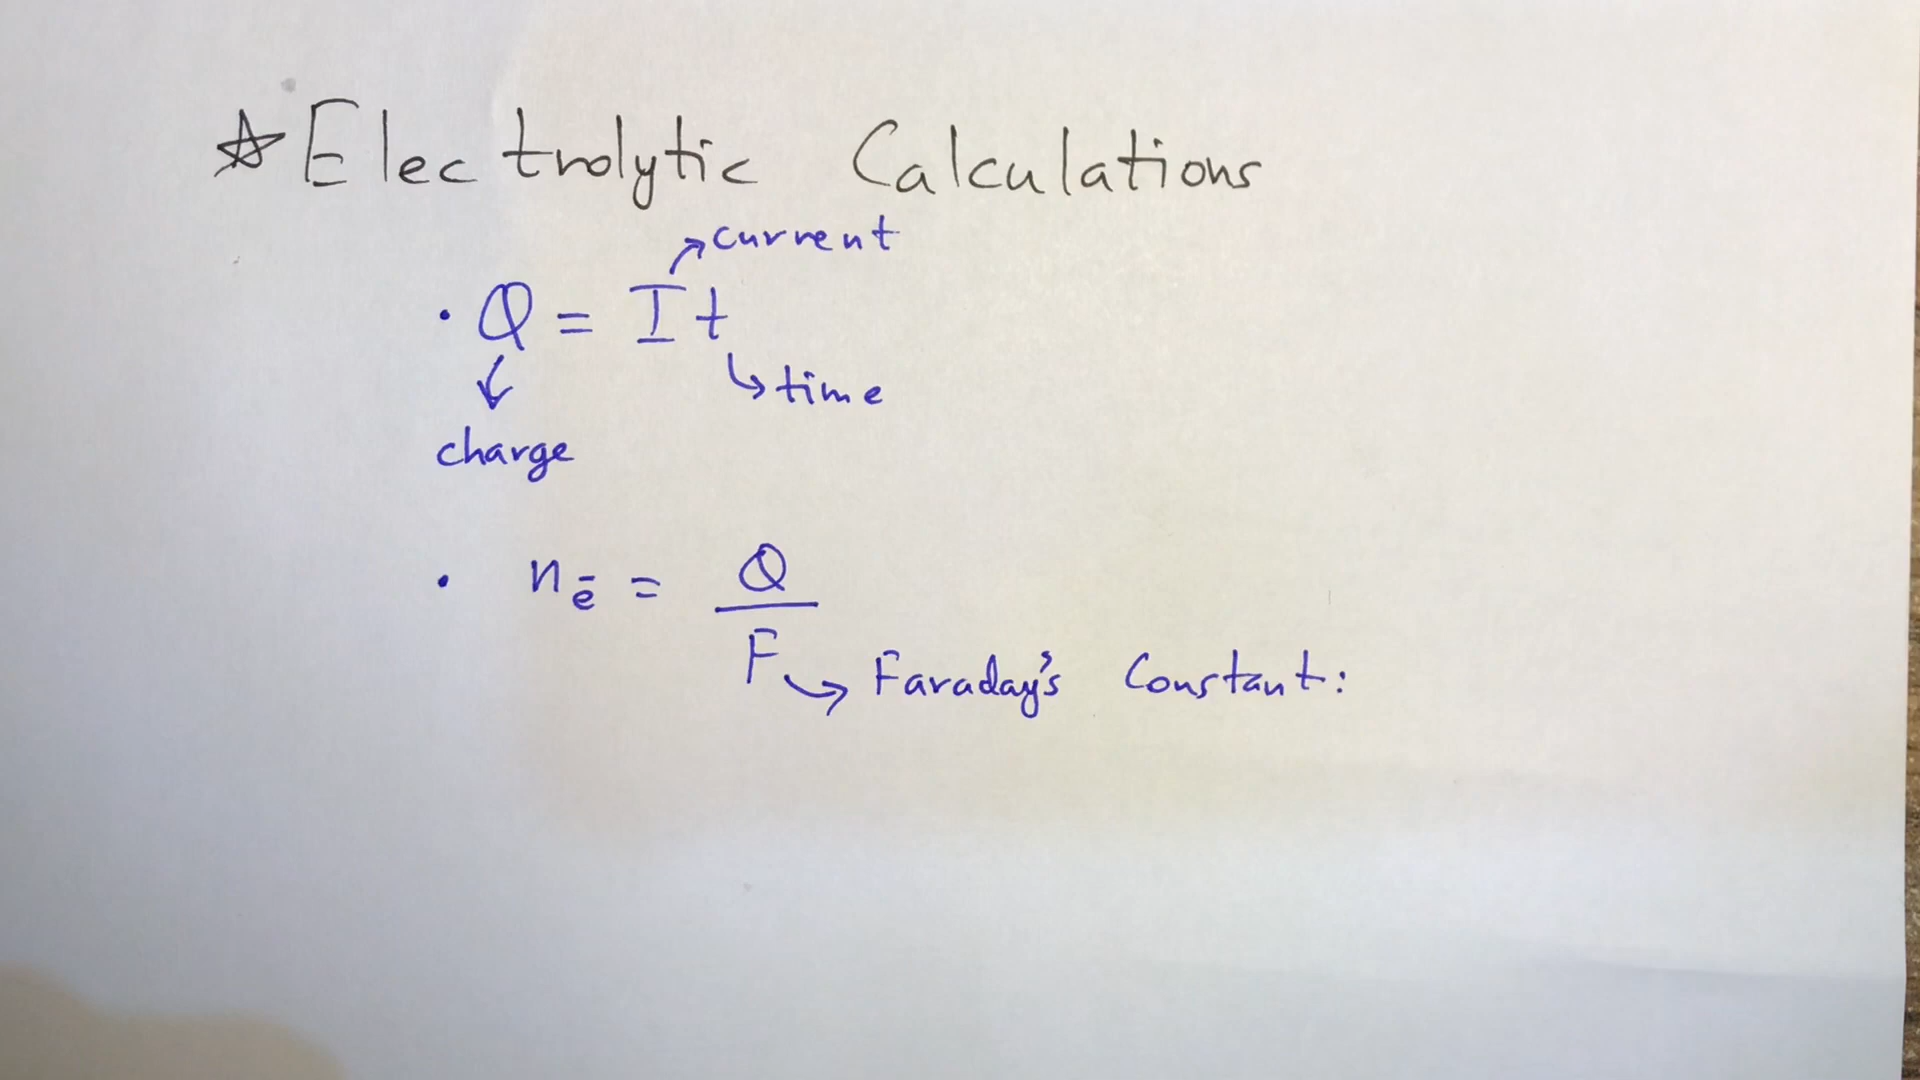 ☆ Electrolytic Calculations
current
• Q = It
time
charge
• nē = Q/F
Faraday's Constant: